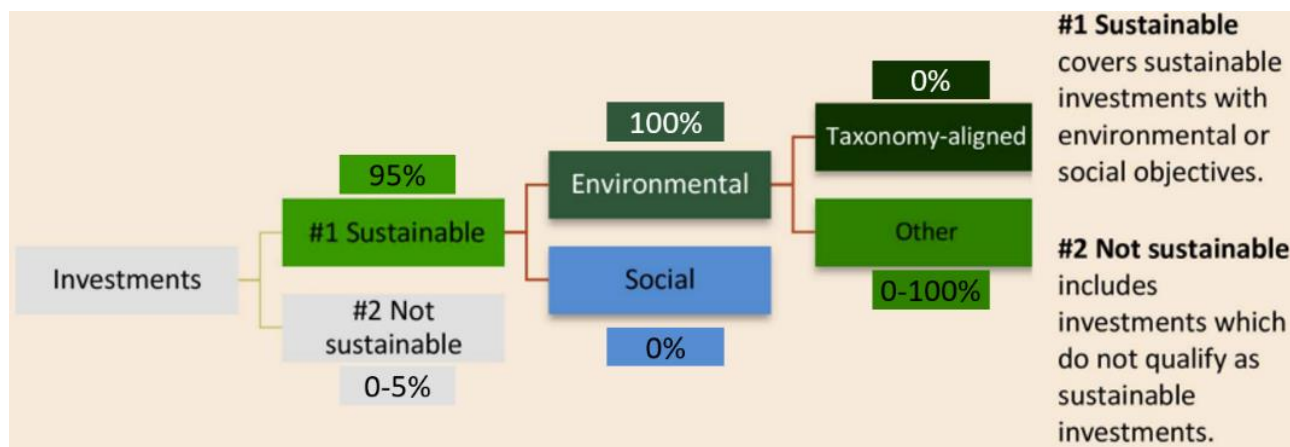 Investments
95%
#1 Sustainable
#2 Not
sustainable
0-5%
100%
Environmental
Social
0%
0%
Taxonomy-aligned
Other
0-100%
#1 Sustainable
covers sustainable
investments with
environmental or
social objectives.
#2 Not sustainable
includes
investments which
do not qualify as
sustainable
investments.